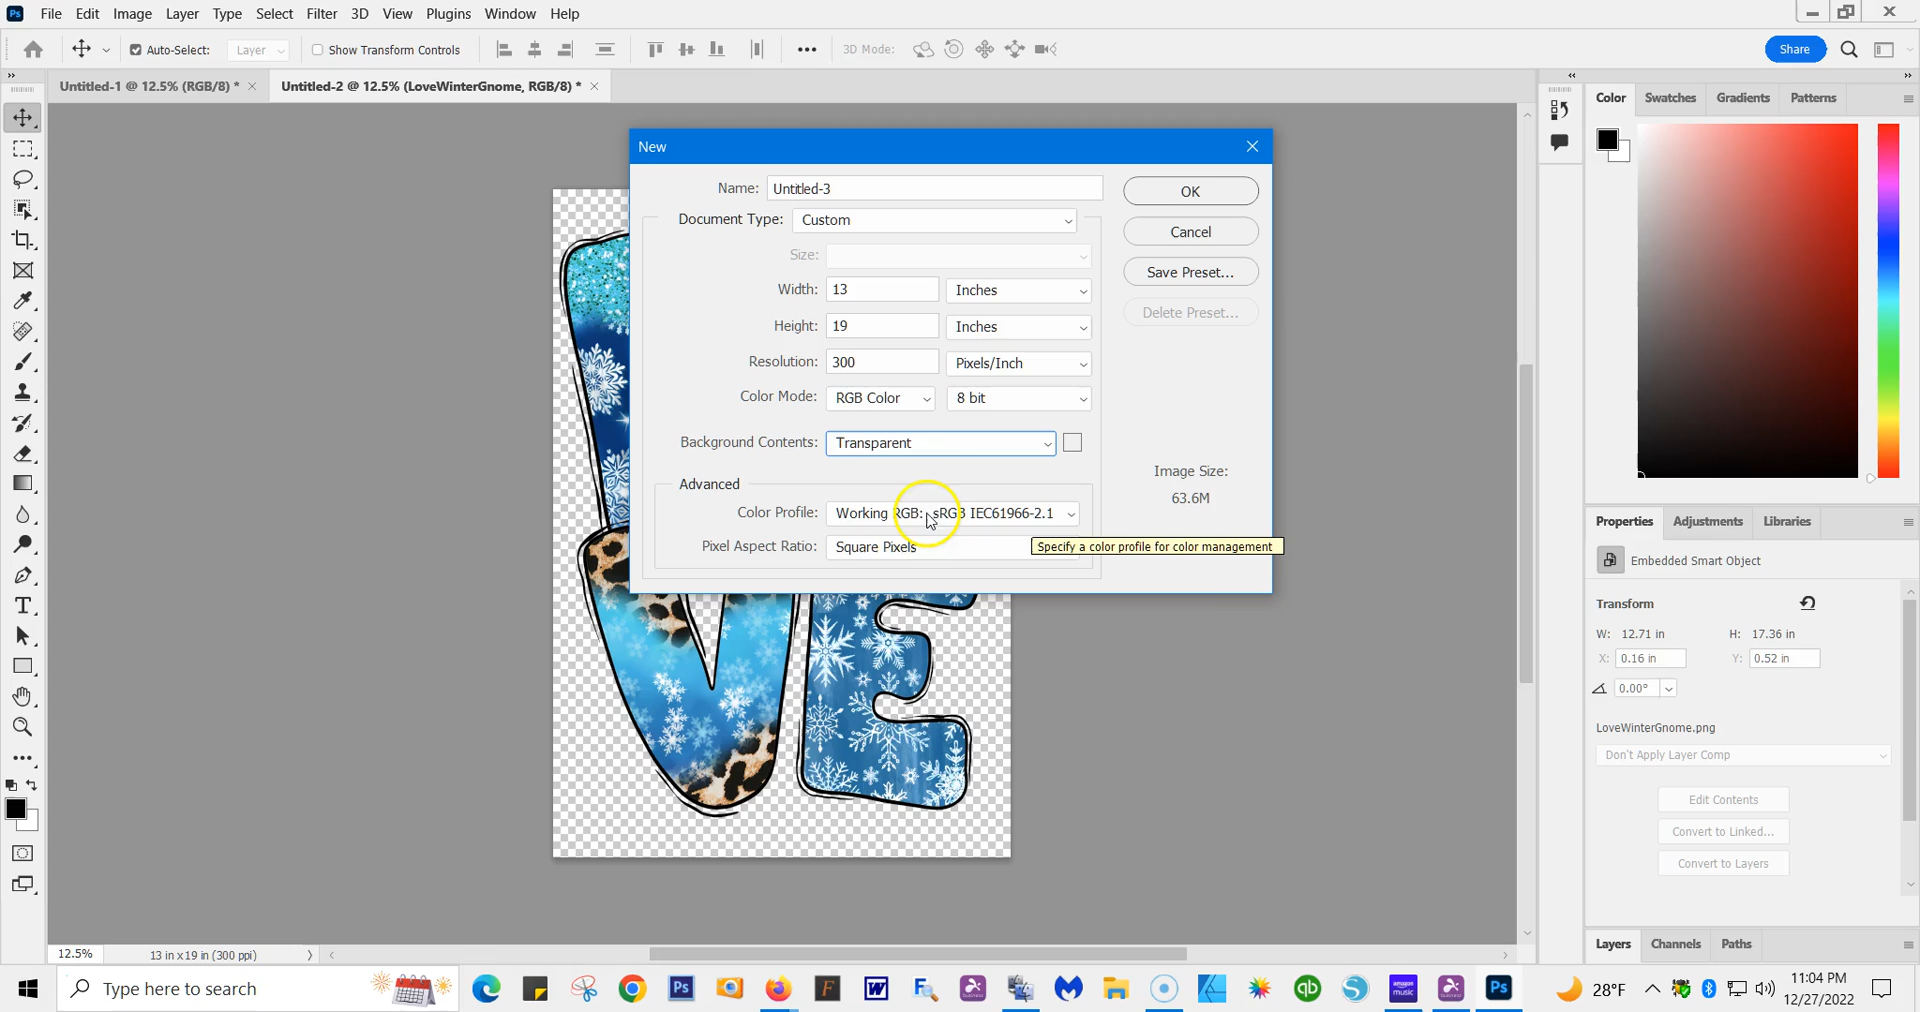 Ps File Edit Image Layer Type Select Filter 3D View Plugins Window Help
Auto-Select: Layer Show Transform Controls 3D Mode: Share
Untitled-1 @ 12.5% (RGB/8) * Untitled-2 @ 12.5% (LoveWinterGnome, RGB/8) *
Color Swatches Gradients Patterns
New
Name: Untitled-3 OK
Document Type: Custom
Cancel
Size:
Save Preset...
Width: 13 Inches
Delete Preset...
Height: 19 Inches
Resolution: 300 Pixels/Inch
Color Mode: RGB Color 8 bit
Background Contents: Transparent
Image Size:
63.6M
Advanced
Color Profile: Working RGB: sRGB IEC61966-2.1
Pixel Aspect Ratio: Square Pixels
Specify a color profile for color management
Properties Adjustments Libraries
Embedded Smart Object
Transform
W: 12.71 in H: 17.36 in
X: 0.16 in Y: 0.52 in
0.00°
LoveWinterGnome.png
Don't Apply Layer Comp
Edit Contents
Convert to Linked...
Convert to Layers
VE
Layers Channels Paths
12.5% 13 in x 19 in (300 ppi)
Type here to search
Ps F W F qb S amazon music Ps
28°F
11:04 PM
12/27/2022